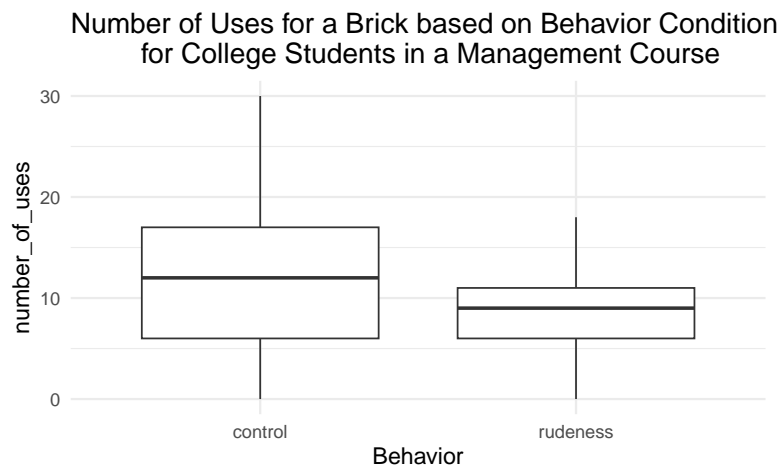 Number of Uses for a Brick based on Behavior Condition
for College Students in a Management Course
number_of_uses
30
20
10
0
control
rudeness
Behavior